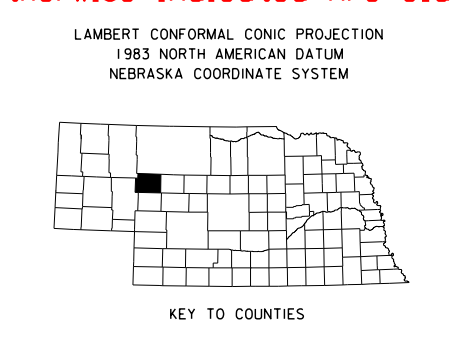 LAMBERT CONFORMAL CONIC PROJECTION
1983 NORTH AMERICAN DATUM
NEBRASKA COORDINATE SYSTEM
KEY TO COUNTIES